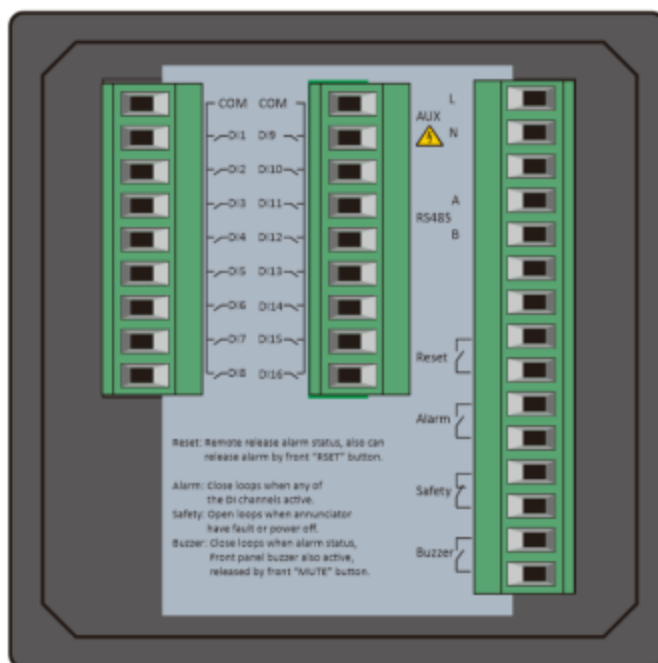 COM COM
DI1 DI9
DI2 DI10
DI3 DI11
DI4 DI12
DI5 DI13
DI6 DI14
DI7 DI15
DI8 DI16
L
AUX
N
A
RS485
B
Reset
Alarm
Safety
Buzzer
Reset: Remote release alarm status, also can
release alarm by front "RSET" button.
Alarm: Close loops when any of
the DI channels active.
Safety: Open loops when annunciator
have fault or power off.
Buzzer: Close loops when alarm status,
Front panel buzzer also active,
released by front "MUTE" button.